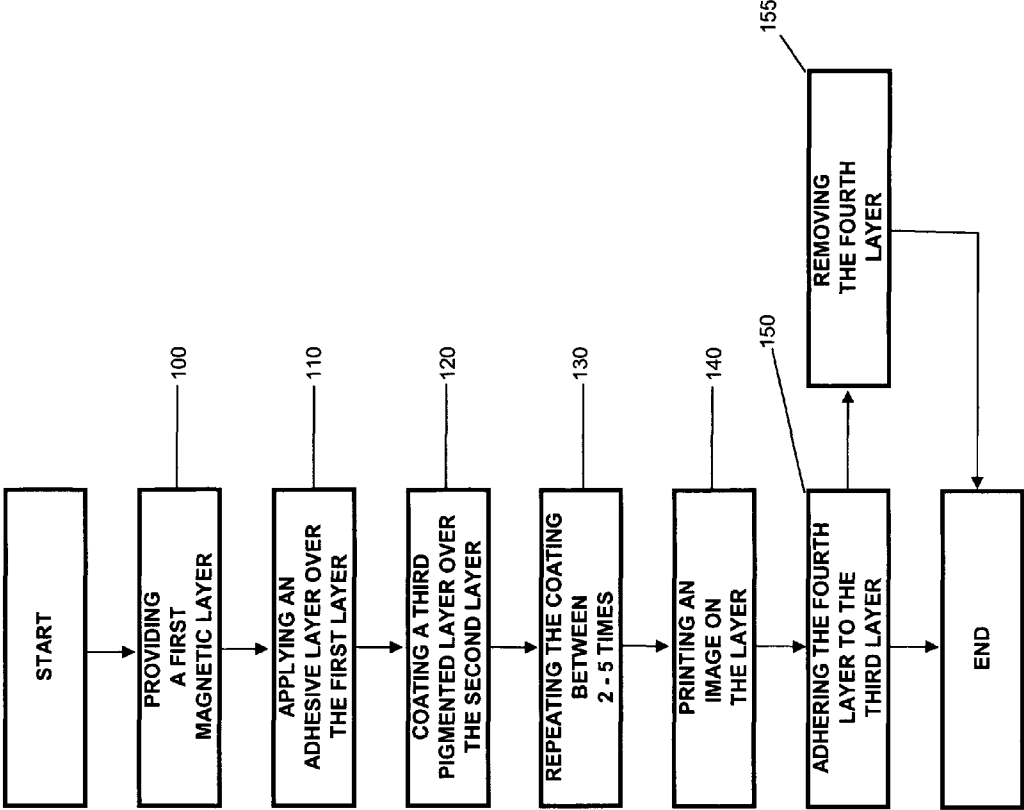 START
PROVIDING
A FIRST
MAGNETIC LAYER
100
APPLYING AN
ADHESIVE LAYER OVER
THE FIRST LAYER
110
COATING A THIRD
PIGMENTED LAYER OVER
THE SECOND LAYER
120
REPEATING THE COATING
BETWEEN
2 - 5 TIMES
130
PRINTING AN
IMAGE ON
THE LAYER
140
ADHERING THE FOURTH
LAYER TO THE
THIRD LAYER
150
REMOVING
THE FOURTH
LAYER
155
END